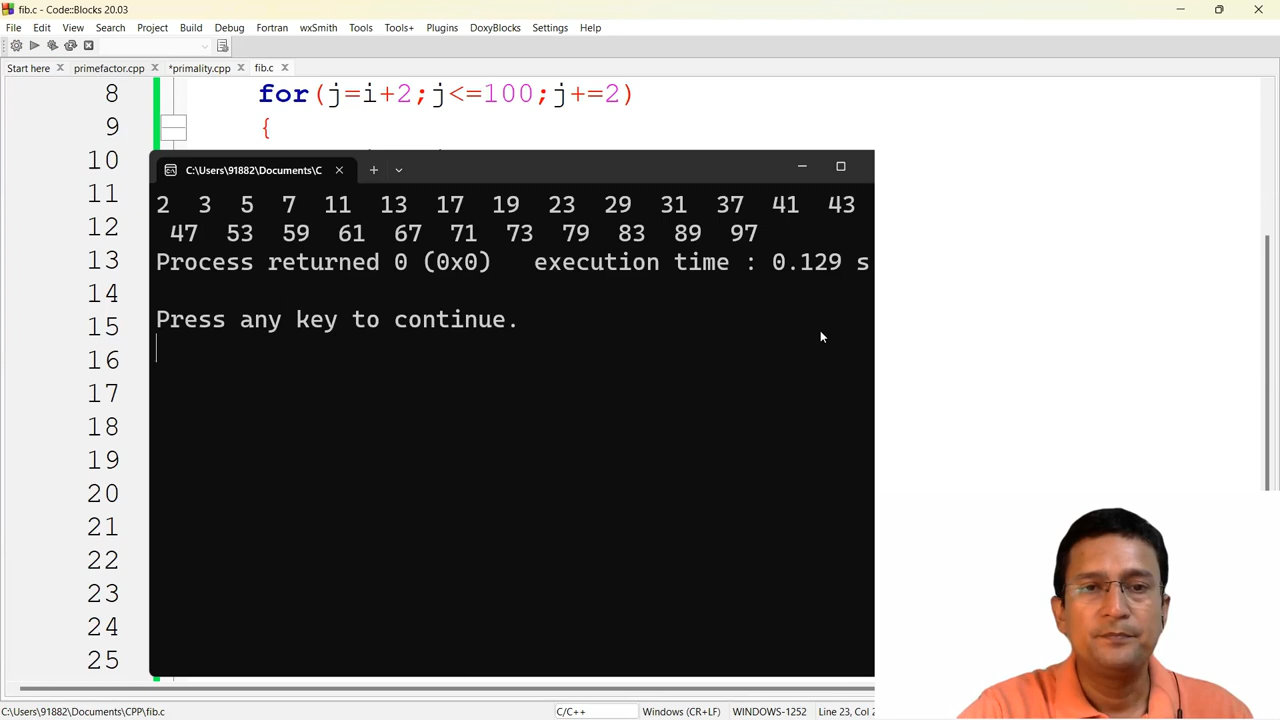 fib.c - Code::Blocks 20.03
File Edit View Search Project Build Debug Fortran wxSmith Tools Tools+ Plugins DoxyBlocks Settings Help
Start here primefactor.cpp *primality.cpp fib.c
8 for(j=i+2;j<=100;j+=2)
9 {
10
C:\Users\91882\Documents\C
11
2 3 5 7 11 13 17 19 23 29 31 37 41 43
12
47 53 59 61 67 71 73 79 83 89 97
13
Process returned 0 (0x0) execution time : 0.129 s
14
15
Press any key to continue.
16
17
18
19
20
21
22
23
24
25
C:\Users\91882\Documents\CPP\fib.c C/C++ Windows (CR+LF) WINDOWS-1252 Line 23, Col 2